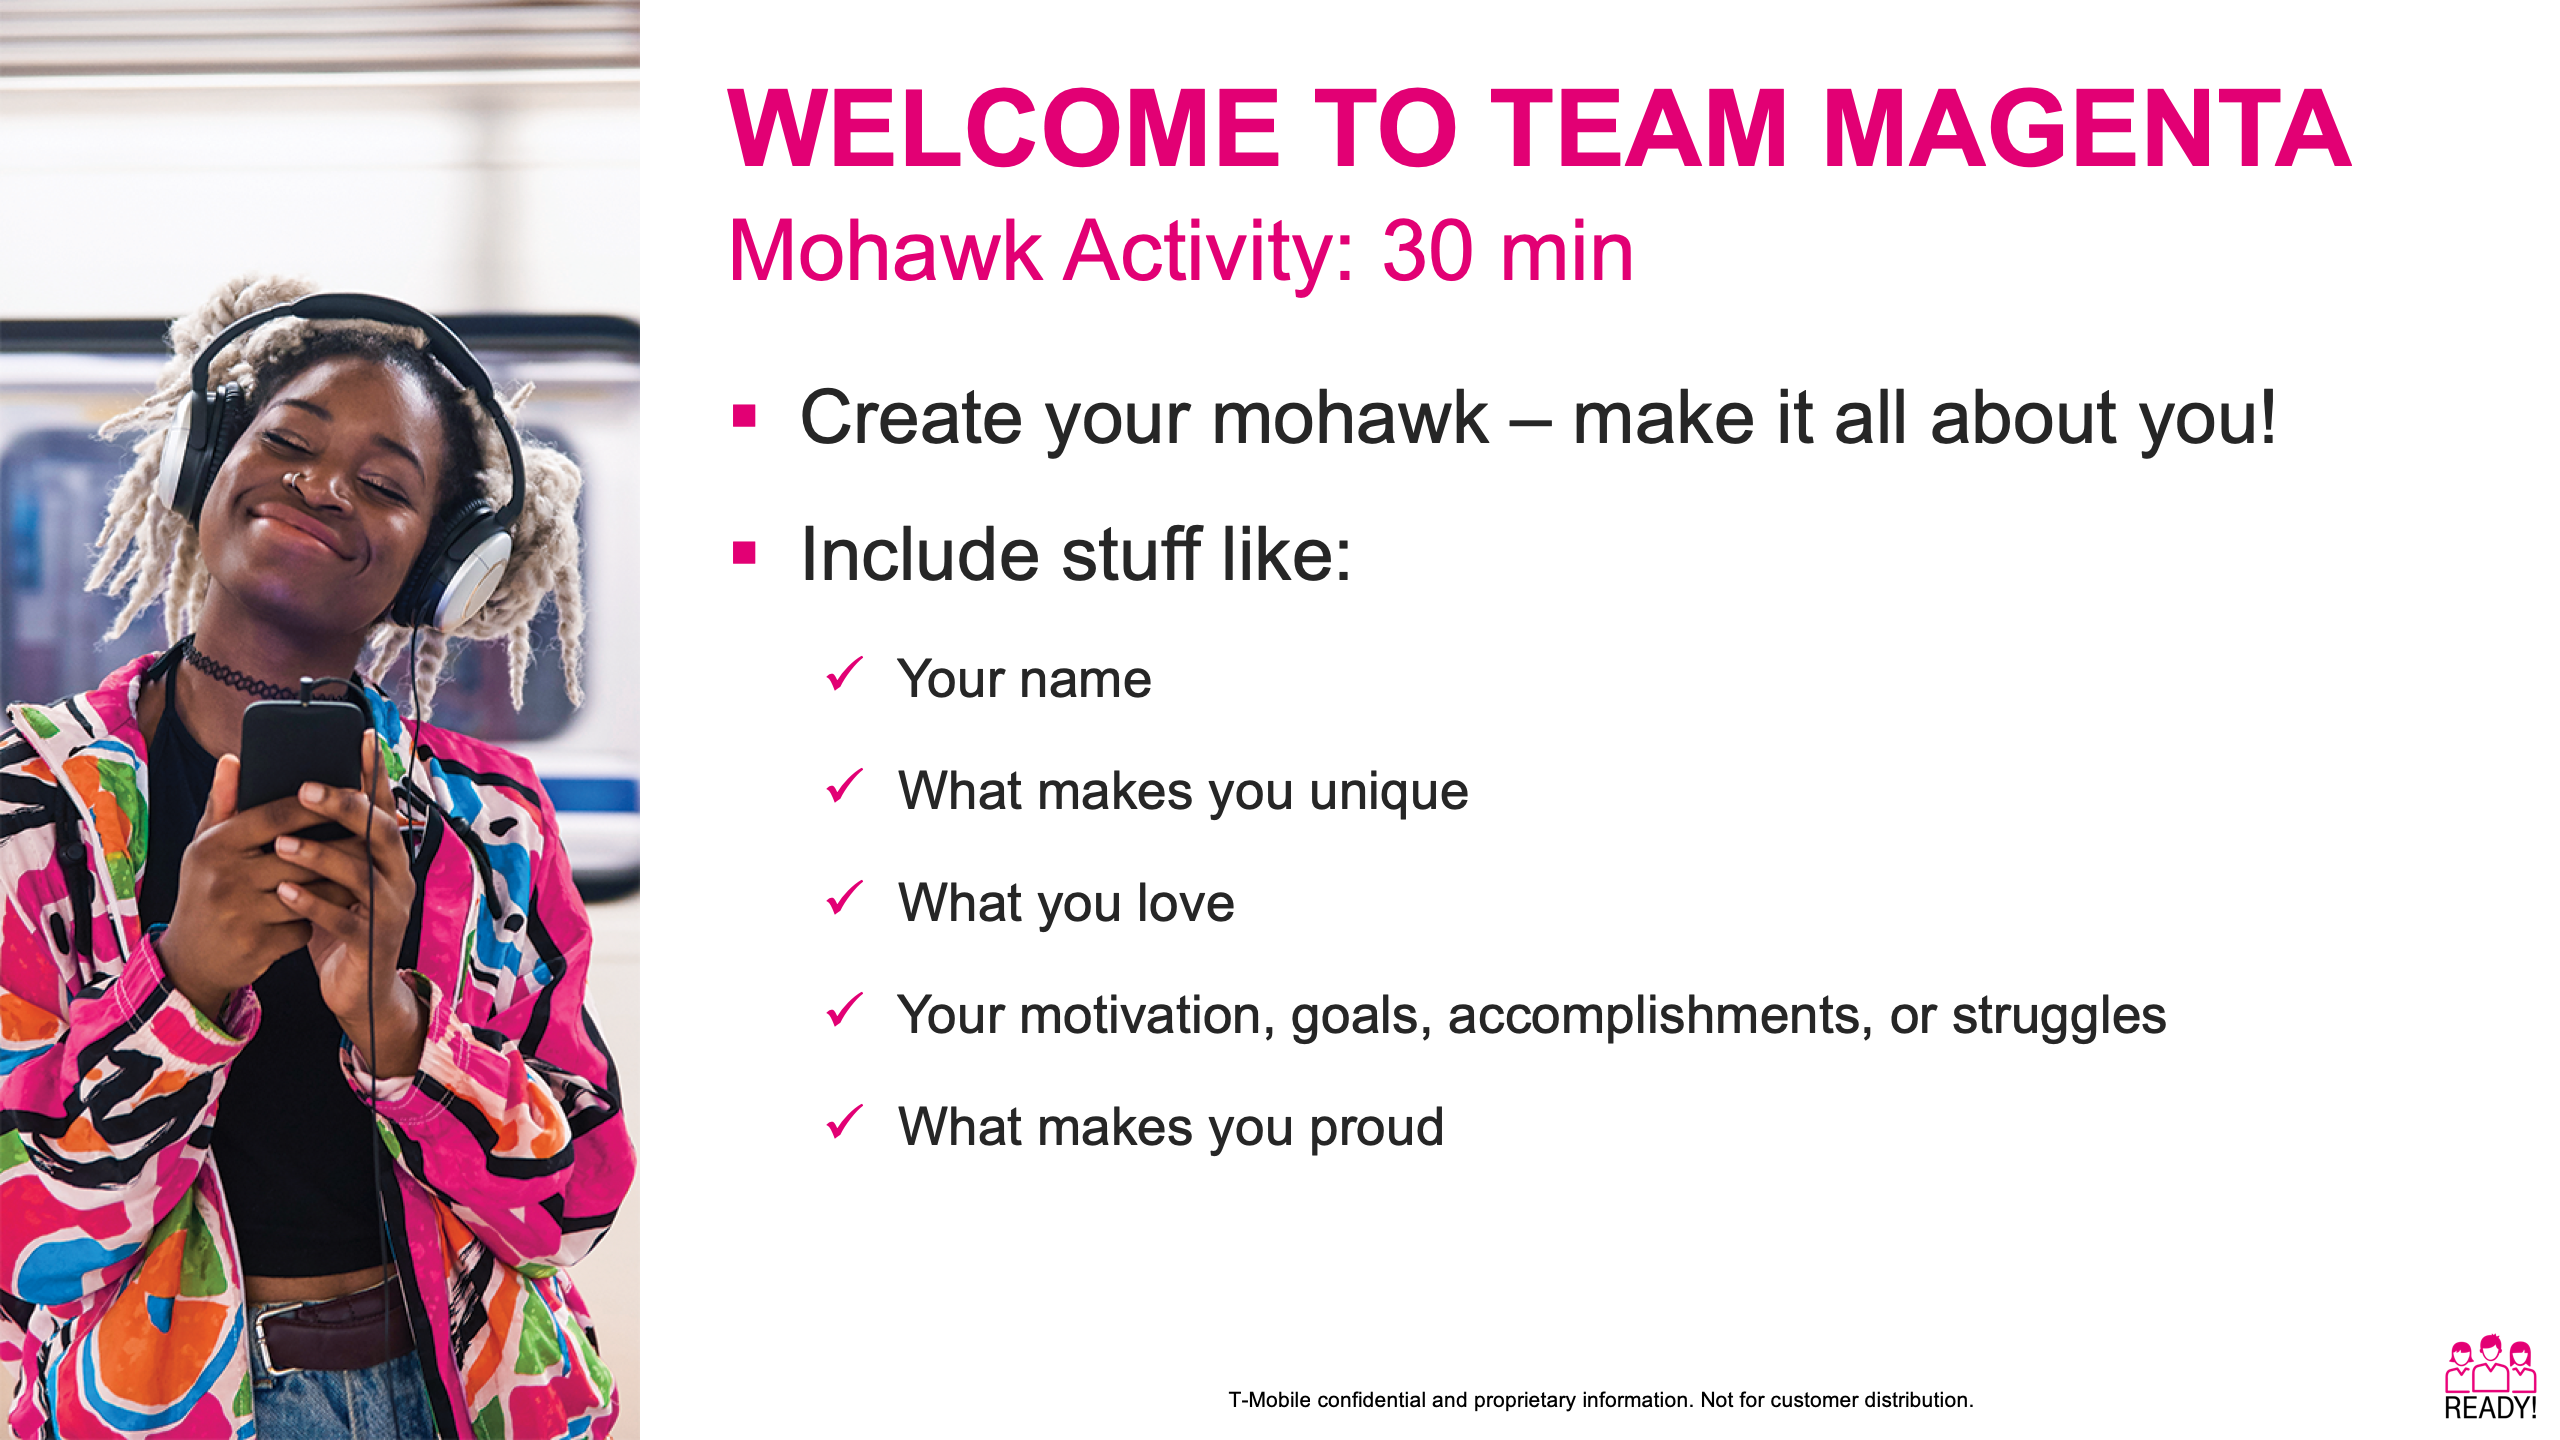 WELCOME TO TEAM MAGENTA
Mohawk Activity: 30 min
▪ Create your mohawk – make it all about you!
▪ Include stuff like:
✓ Your name
✓ What makes you unique
✓ What you love
✓ Your motivation, goals, accomplishments, or struggles
✓ What makes you proud
T-Mobile confidential and proprietary information. Not for customer distribution.
READY!